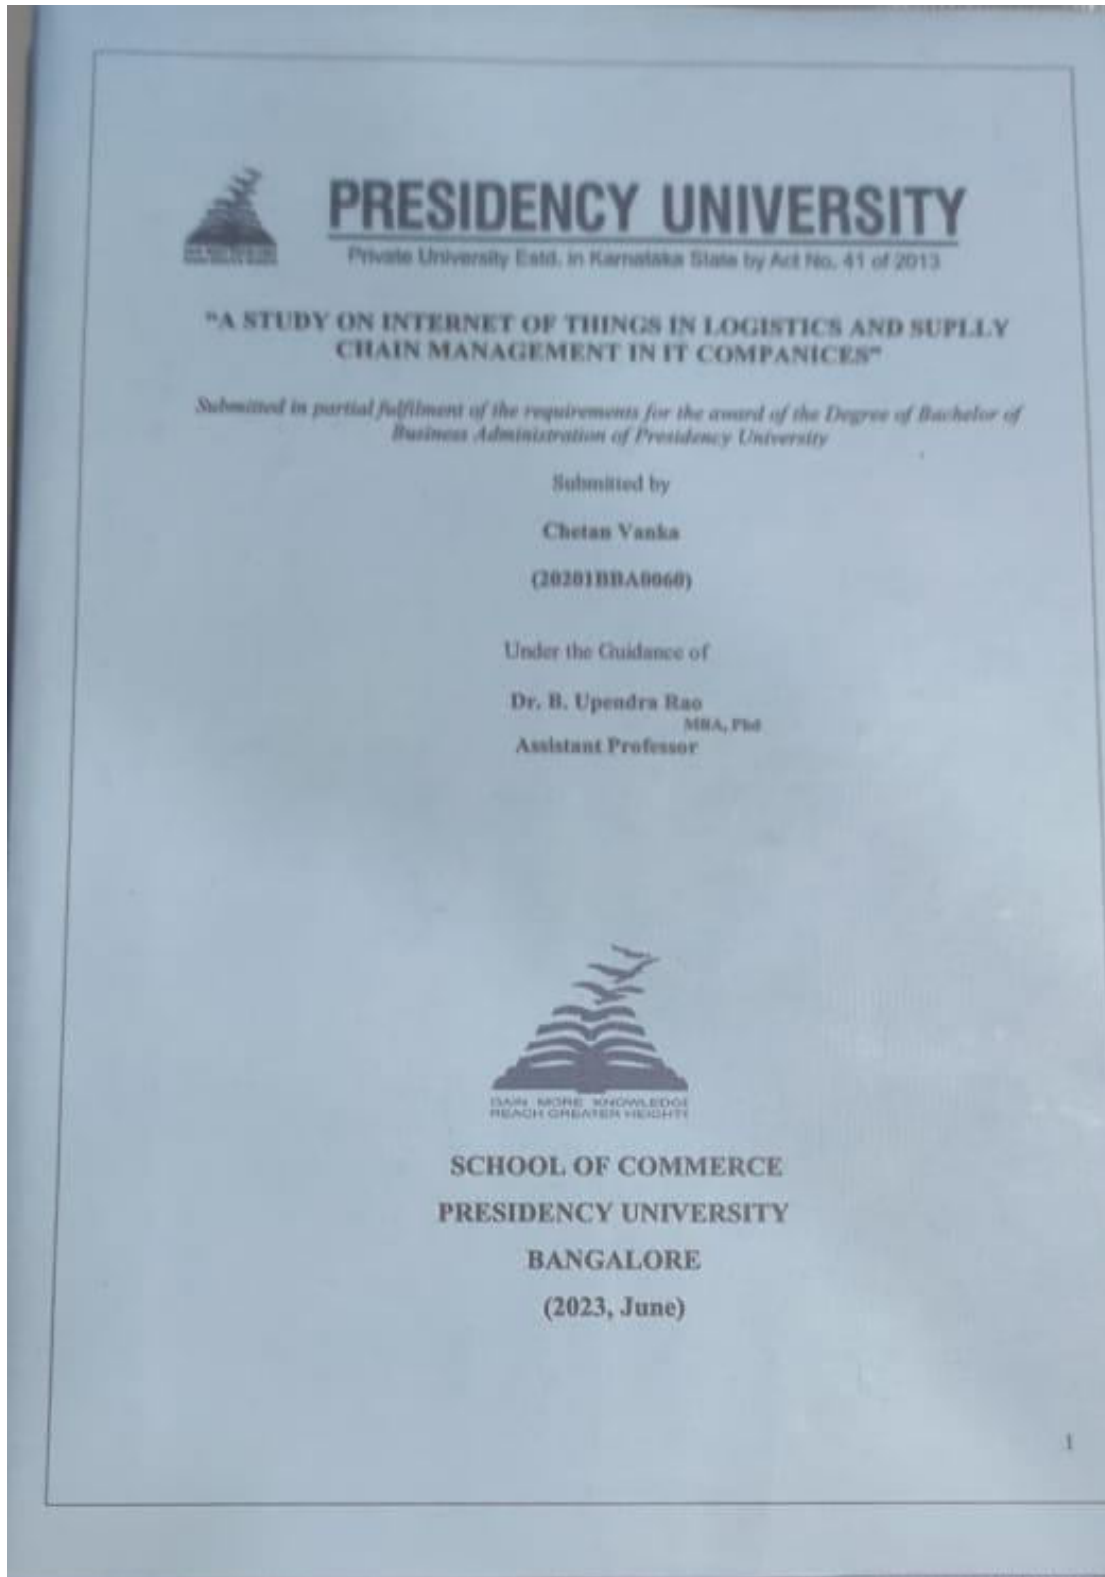 PRESIDENCY UNIVERSITY
Private University Estd. in Karnataka State by Act No. 41 of 2013
"A STUDY ON INTERNET OF THINGS IN LOGISTICS AND SUPLLY
CHAIN MANAGEMENT IN IT COMPANICES"
Submitted in partial fulfilment of the requirements for the award of the Degree of Bachelor of
Business Administration of Presidency University
Submitted by
Chetan Vanka
(20201BBA0060)
Under the Guidance of
Dr. B. Upendra Rao
MBA, Phd
Assistant Professor
GAIN MORE KNOWLEDGE
REACH GREATER HEIGHTS
SCHOOL OF COMMERCE
PRESIDENCY UNIVERSITY
BANGALORE
(2023, June)
1